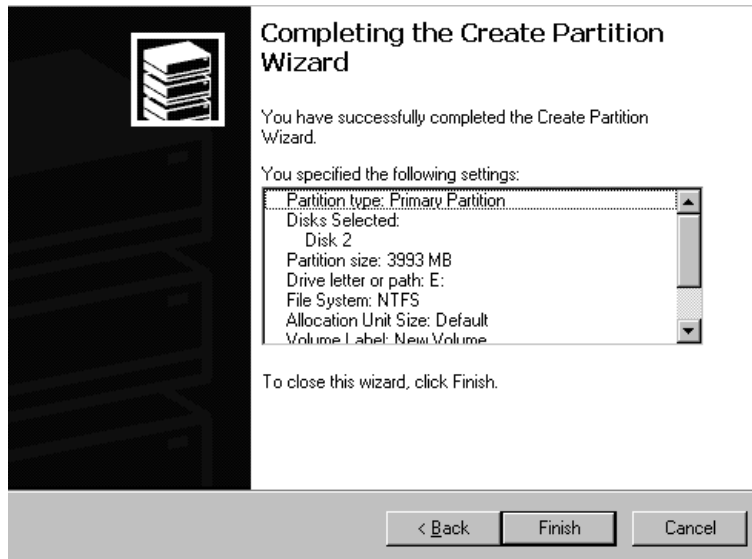 Completing the Create Partition
Wizard
You have successfully completed the Create Partition
Wizard.
You specified the following settings:
Partition type: Primary Partition
Disks Selected:
Disk 2
Partition size: 3993 MB
Drive letter or path: E:
File System: NTFS
Allocation Unit Size: Default
Volume Label: New Volume
To close this wizard, click Finish.
< Back
Finish
Cancel